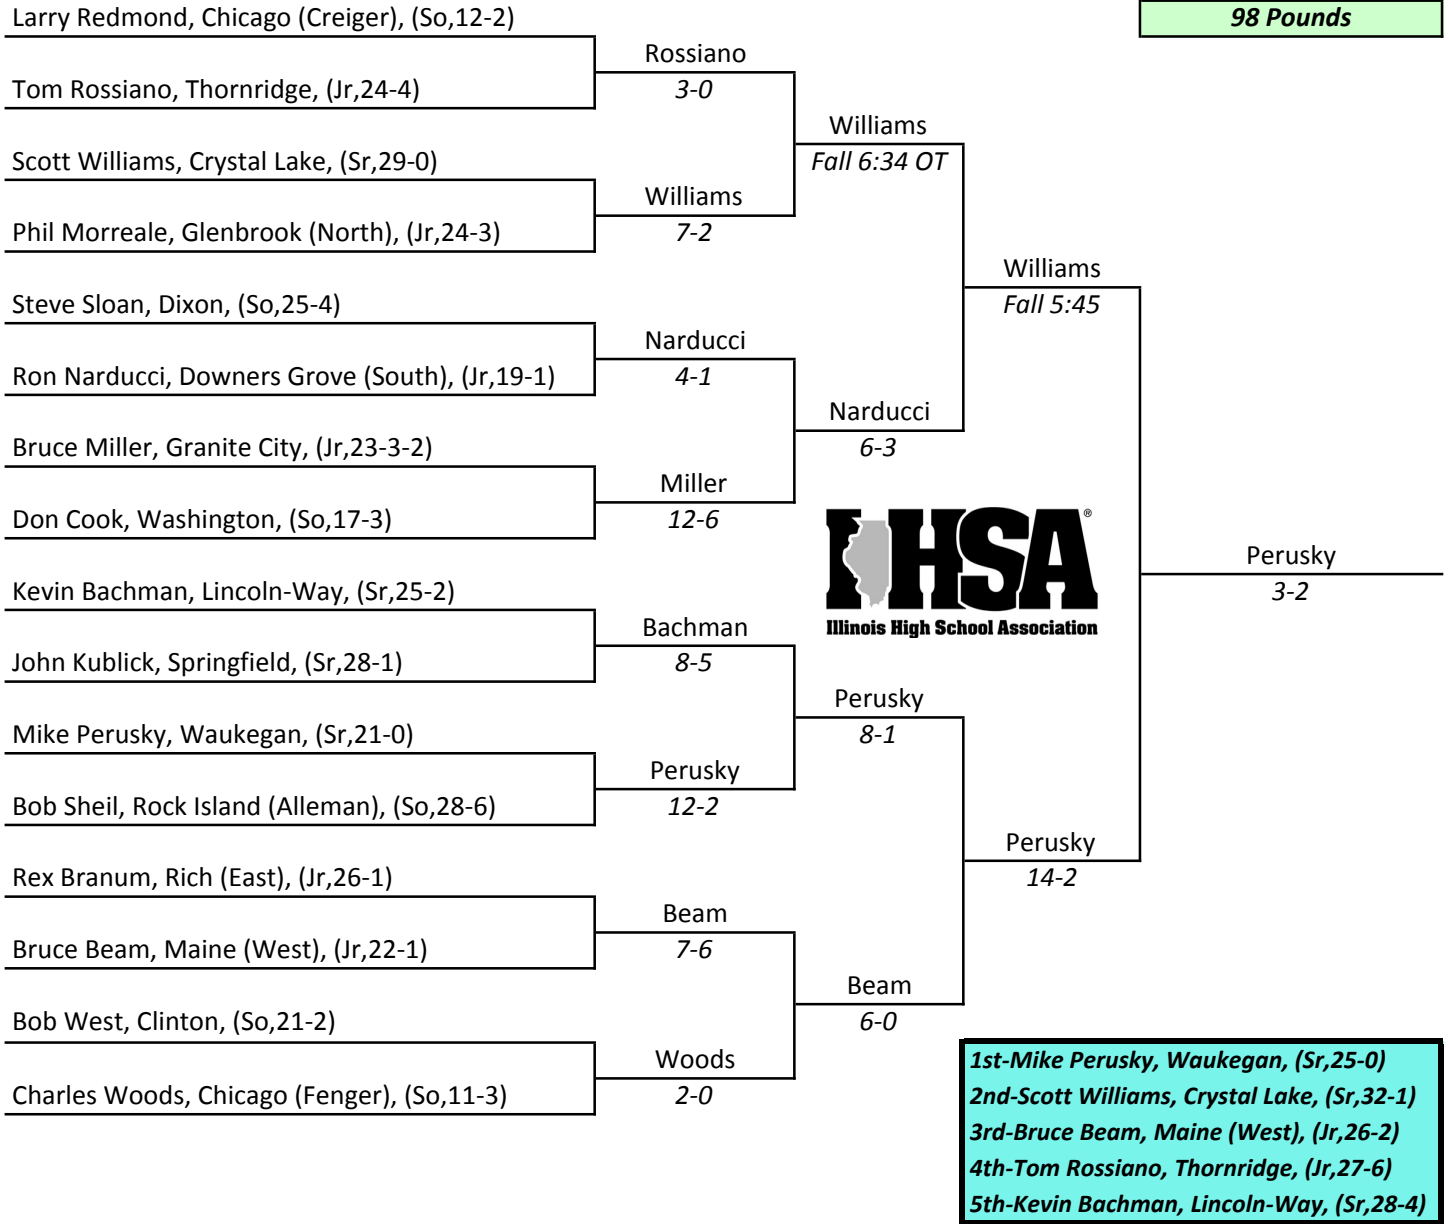 Larry Redmond, Chicago (Creiger), (So,12-2)
98 Pounds
Rossiano
3-0
Tom Rossiano, Thornridge, (Jr,24-4)
Williams
Fall 6:34 OT
Scott Williams, Crystal Lake, (Sr,29-0)
Williams
7-2
Phil Morreale, Glenbrook (North), (Jr,24-3)
Williams
Fall 5:45
Steve Sloan, Dixon, (So,25-4)
Narducci
4-1
Ron Narducci, Downers Grove (South), (Jr,19-1)
Narducci
6-3
Bruce Miller, Granite City, (Jr,23-3-2)
Miller
12-6
Don Cook, Washington, (So,17-3)
IHSA®
Illinois High School Association
Perusky
3-2
Kevin Bachman, Lincoln-Way, (Sr,25-2)
Bachman
8-5
John Kublick, Springfield, (Sr,28-1)
Perusky
8-1
Mike Perusky, Waukegan, (Sr,21-0)
Perusky
12-2
Bob Sheil, Rock Island (Alleman), (So,28-6)
Perusky
14-2
Rex Branum, Rich (East), (Jr,26-1)
Beam
7-6
Bruce Beam, Maine (West), (Jr,22-1)
Beam
6-0
Bob West, Clinton, (So,21-2)
Woods
2-0
Charles Woods, Chicago (Fenger), (So,11-3)
1st-Mike Perusky, Waukegan, (Sr,25-0)
2nd-Scott Williams, Crystal Lake, (Sr,32-1)
3rd-Bruce Beam, Maine (West), (Jr,26-2)
4th-Tom Rossiano, Thornridge, (Jr,27-6)
5th-Kevin Bachman, Lincoln-Way, (Sr,28-4)